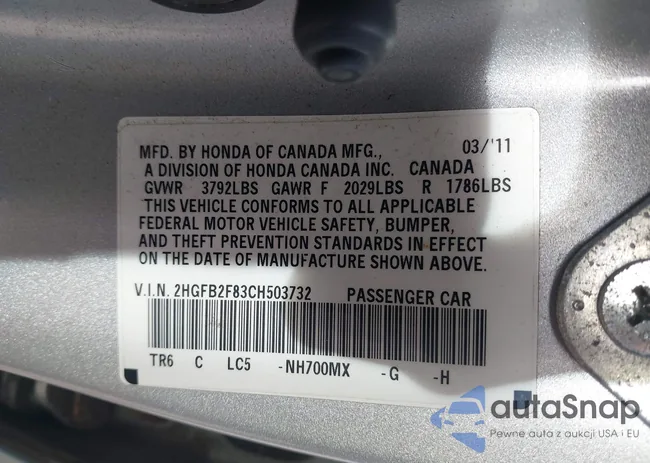 MFD. BY HONDA OF CANADA MFG., 03/'11
A DIVISION OF HONDA CANADA INC. CANADA
GVWR 3792LBS GAWR F 2029LBS R 1786LBS
THIS VEHICLE CONFORMS TO ALL APPLICABLE
FEDERAL MOTOR VEHICLE SAFETY, BUMPER,
AND THEFT PREVENTION STANDARDS IN EFFECT
ON THE DATE OF MANUFACTURE SHOWN ABOVE.
V.I.N. 2HGFB2F83CH503732 PASSENGER CAR
TR6 C LC5 -NH700MX -G -H
autaSnap
Pewne auta z aukcji USA i EU